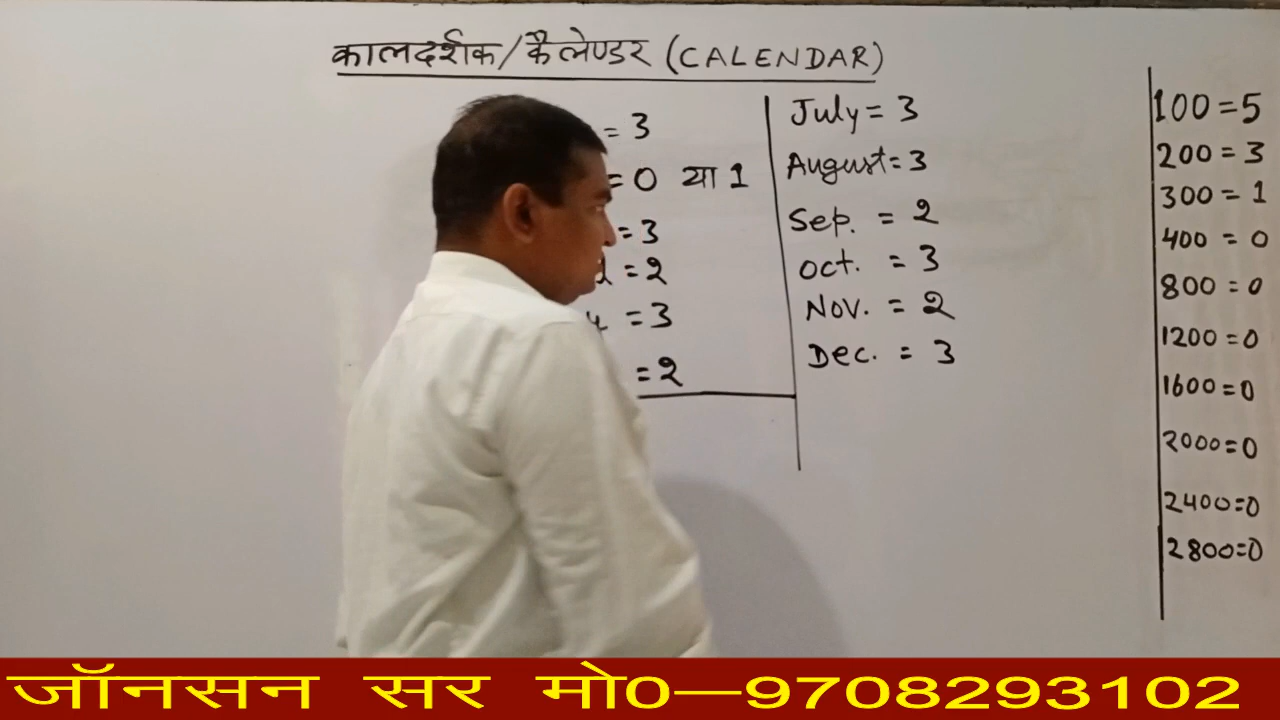 कालदर्शक/कैलेण्डर (CALENDAR)
= 3
= 0 या 1
= 3
= 2
= 3
= 2
July = 3
August = 3
Sep. = 2
Oct. = 3
Nov. = 2
Dec. = 3
100 = 5
200 = 3
300 = 1
400 = 0
800 = 0
1200 = 0
1600 = 0
2000 = 0
2400 = 0
2800 = 0
जॉनसन सर मो0—9708293102